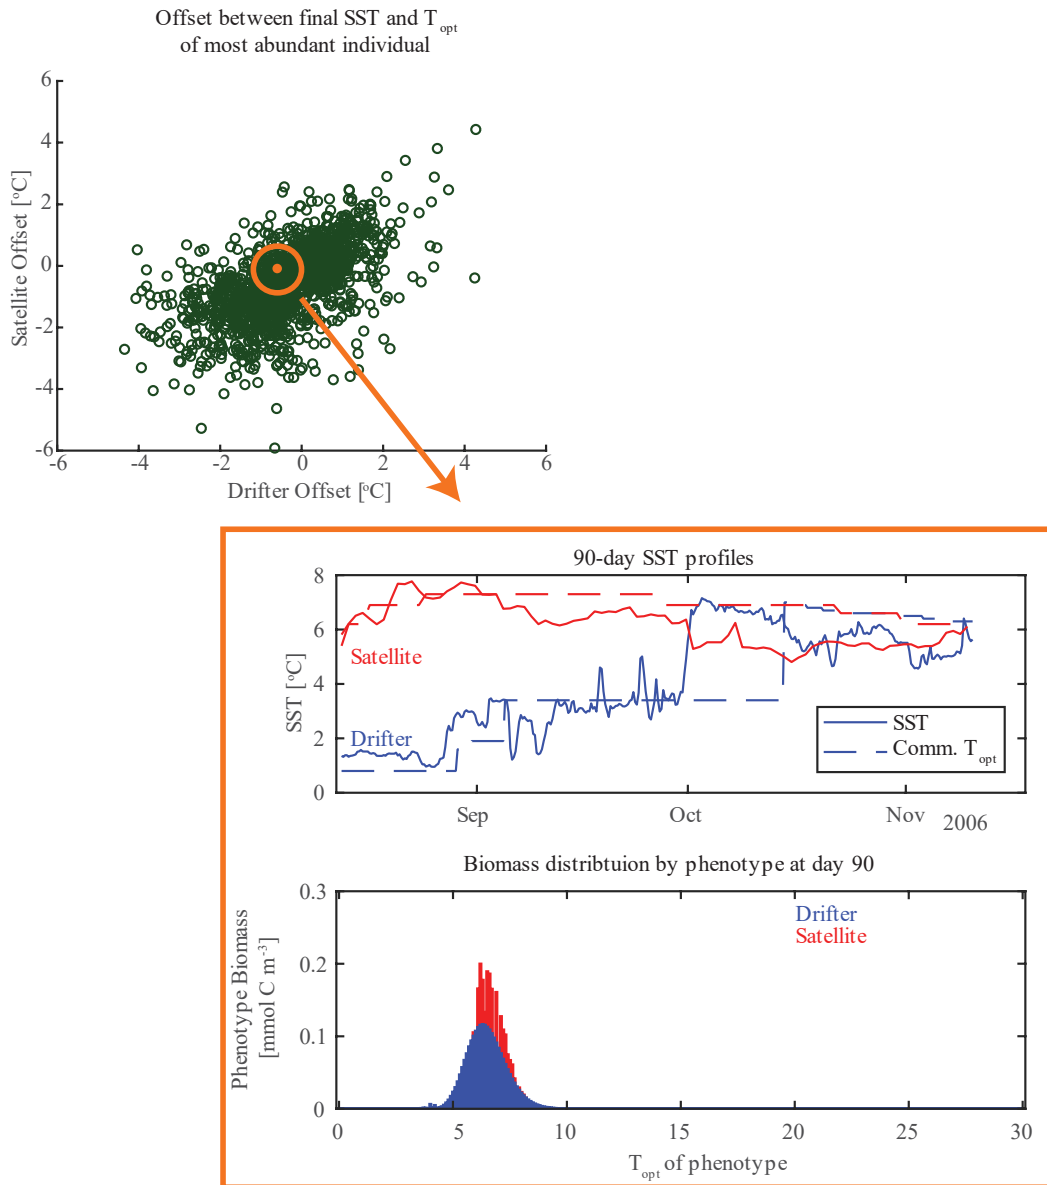 Offset between final SST and T opt
of most abundant individual
Satellite Offset [°C]
6
4
2
0
-2
-4
-6
-6
-4
-2
0
2
4
6
Drifter Offset [°C]
90-day SST profiles
SST [°C]
8
6
4
2
0
Satellite
Drifter
SST
Comm. T opt
Sep
Oct
Nov
2006
Biomass distribtuion by phenotype at day 90
Phenotype Biomass
[mmol C m-3]
0.3
0.2
0.1
0
Drifter
Satellite
0
5
10
15
20
25
30
T opt of phenotype